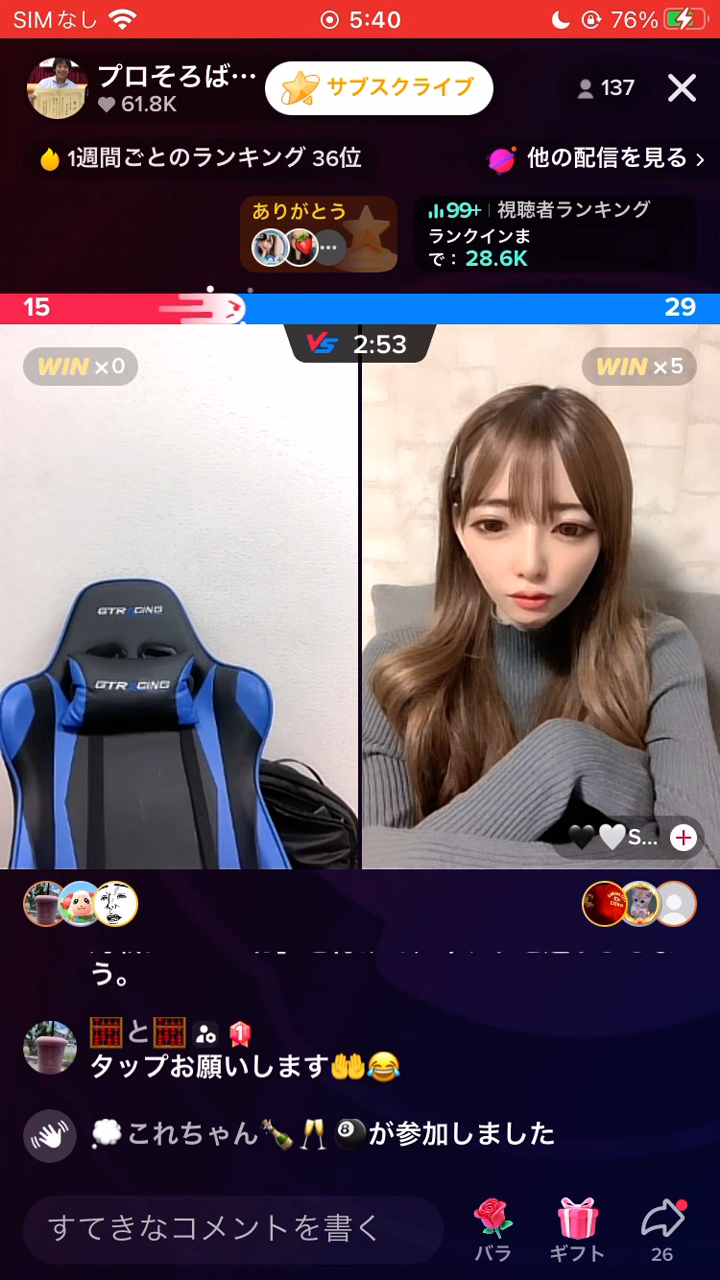 SIMなし 5:40 76%
プロそろば… サブスクライブ 137
61.8K
1週間ごとのランキング 36位 他の配信を見る
ありがとう 99+ 視聴者ランキング
ランクインま
で： 28.6K
15 29
VS 2:53
WIN ×0 WIN ×5
GTRACING
GTRACING
S...
う。
🧮と🧮 1
タップお願いします🤲😂
💭これちゃん🍾🥂🎱が参加しました
すてきなコメントを書く バラ ギフト 26